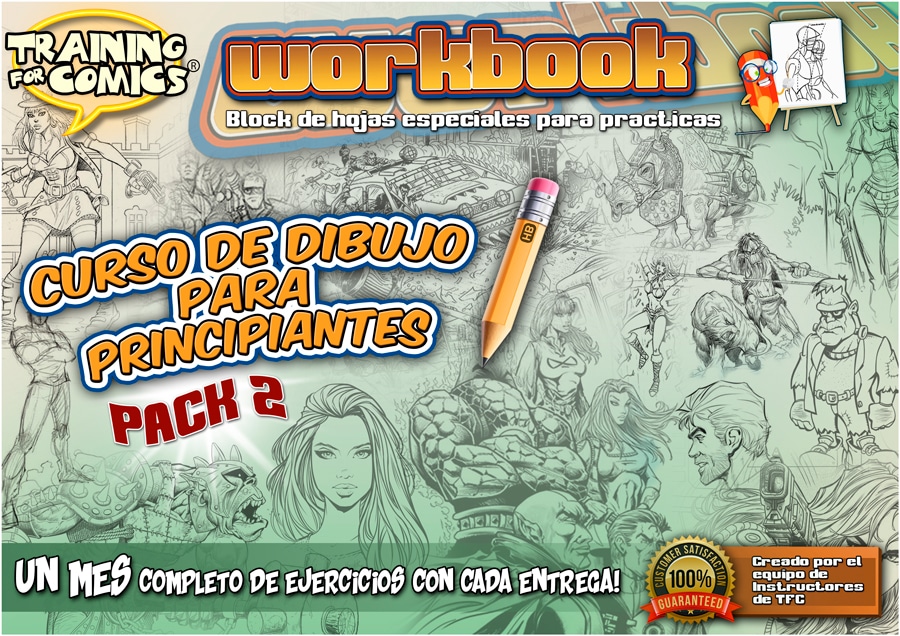 TRAINING
FOR COMICS®
workbook
Block de hojas especiales para practicas
CURSO DE DIBUJO
PARA
PRINCIPIANTES
PACK 2
HB
UN MES COMPLETO DE EJERCICIOS CON CADA ENTREGA!
CUSTOMER SATISFACTION
100%
GUARANTEED
Creado por el
equipo de
Instructores
de TFC